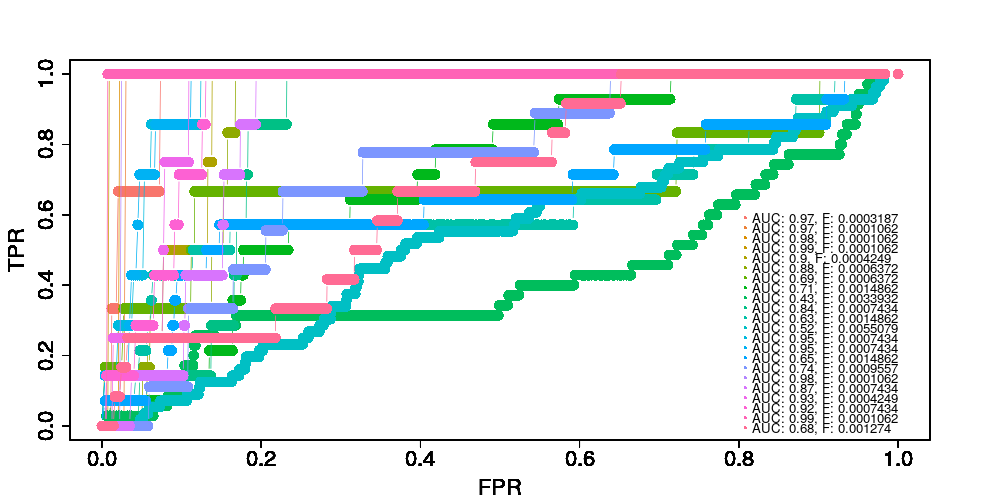 1.0
0.8
0.6
0.4
0.2
0.0
TPR
0.0 0.2 0.4 0.6 0.8 1.0
FPR
AUC: 0.97, F: 0.0003187
AUC: 0.97, F: 0.0001062
AUC: 0.98, F: 0.0001062
AUC: 0.99, F: 0.0001062
AUC: 0.9, F: 0.0004249
AUC: 0.88, F: 0.0006372
AUC: 0.69, F: 0.0006372
AUC: 0.71, F: 0.0014862
AUC: 0.43, F: 0.0033932
AUC: 0.84, F: 0.0007434
AUC: 0.63, F: 0.0014862
AUC: 0.52, F: 0.0055079
AUC: 0.95, F: 0.0007434
AUC: 0.95, F: 0.0007434
AUC: 0.65, F: 0.0014862
AUC: 0.74, F: 0.0009557
AUC: 0.98, F: 0.0001062
AUC: 0.87, F: 0.0007434
AUC: 0.93, F: 0.0004249
AUC: 0.92, F: 0.0007434
AUC: 0.99, F: 0.0001062
AUC: 0.68, F: 0.001274